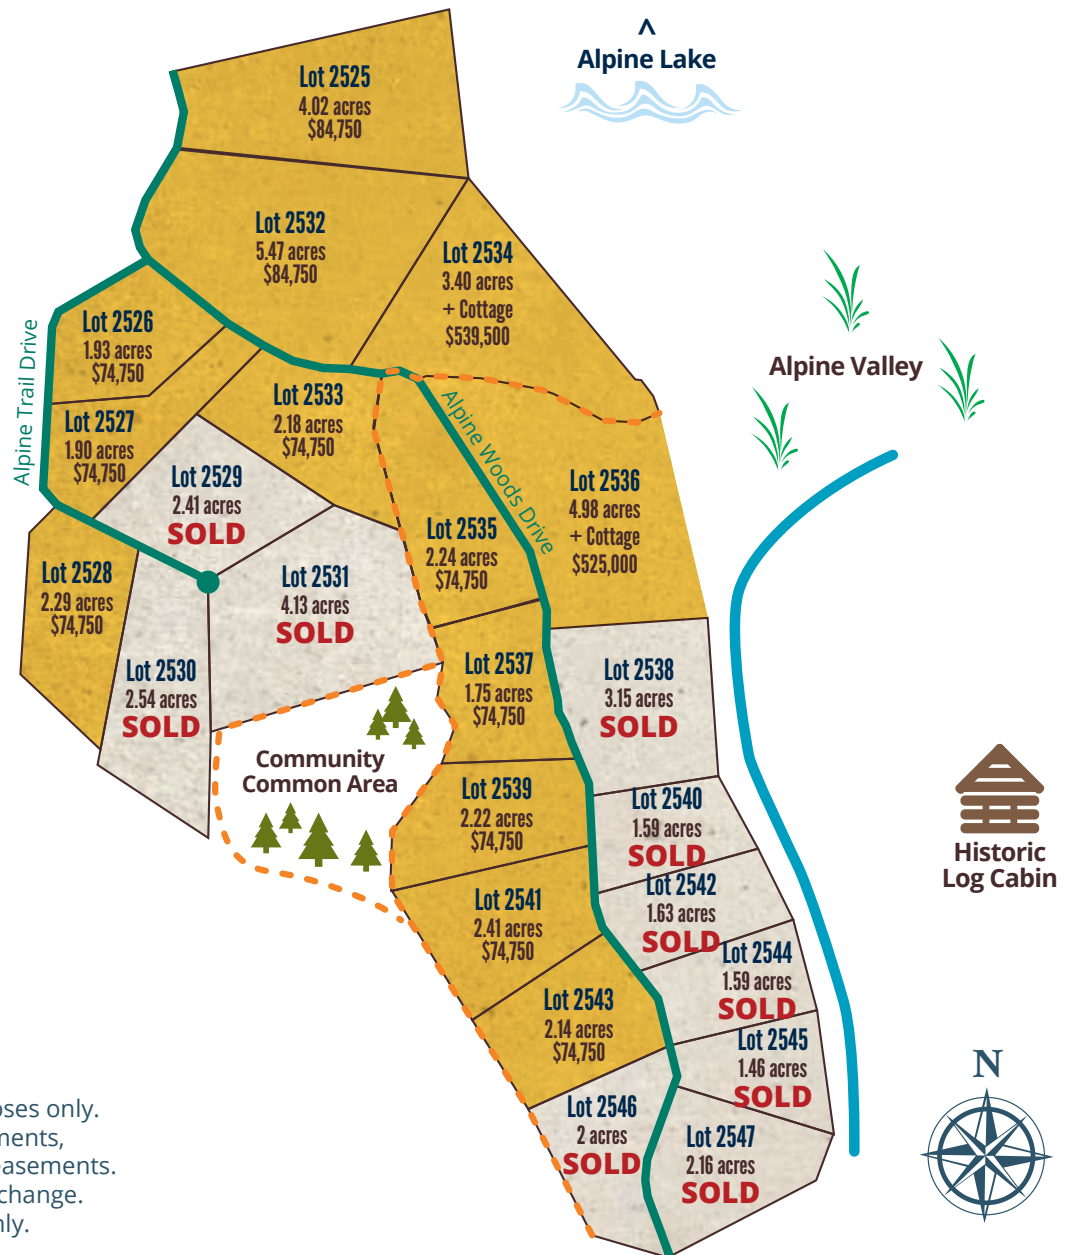 ^
Alpine Lake
Lot 2525
4.02 acres
$84,750
Lot 2532
5.47 acres
$84,750
Lot 2534
3.40 acres
+ Cottage
$539,500
Alpine Trail Drive
Lot 2526
1.93 acres
$74,750
Alpine Valley
Lot 2533
2.18 acres
$74,750
Alpine Woods Drive
Lot 2527
1.90 acres
$74,750
Lot 2529
2.41 acres
SOLD
Lot 2536
4.98 acres
+ Cottage
$525,000
Lot 2535
2.24 acres
$74,750
Lot 2528
2.29 acres
$74,750
Lot 2531
4.13 acres
SOLD
Lot 2530
2.54 acres
SOLD
Lot 2537
1.75 acres
$74,750
Lot 2538
3.15 acres
SOLD
Community
Common Area
Lot 2539
2.22 acres
$74,750
Lot 2540
1.59 acres
SOLD
Historic
Log Cabin
Lot 2542
1.63 acres
SOLD
Lot 2541
2.41 acres
$74,750
Lot 2544
1.59 acres
SOLD
Lot 2543
2.14 acres
$74,750
Lot 2545
1.46 acres
SOLD
N
Lot 2546
2 acres
SOLD
Lot 2547
2.16 acres
SOLD
oses only.
ments,
easements.
change.
nly.